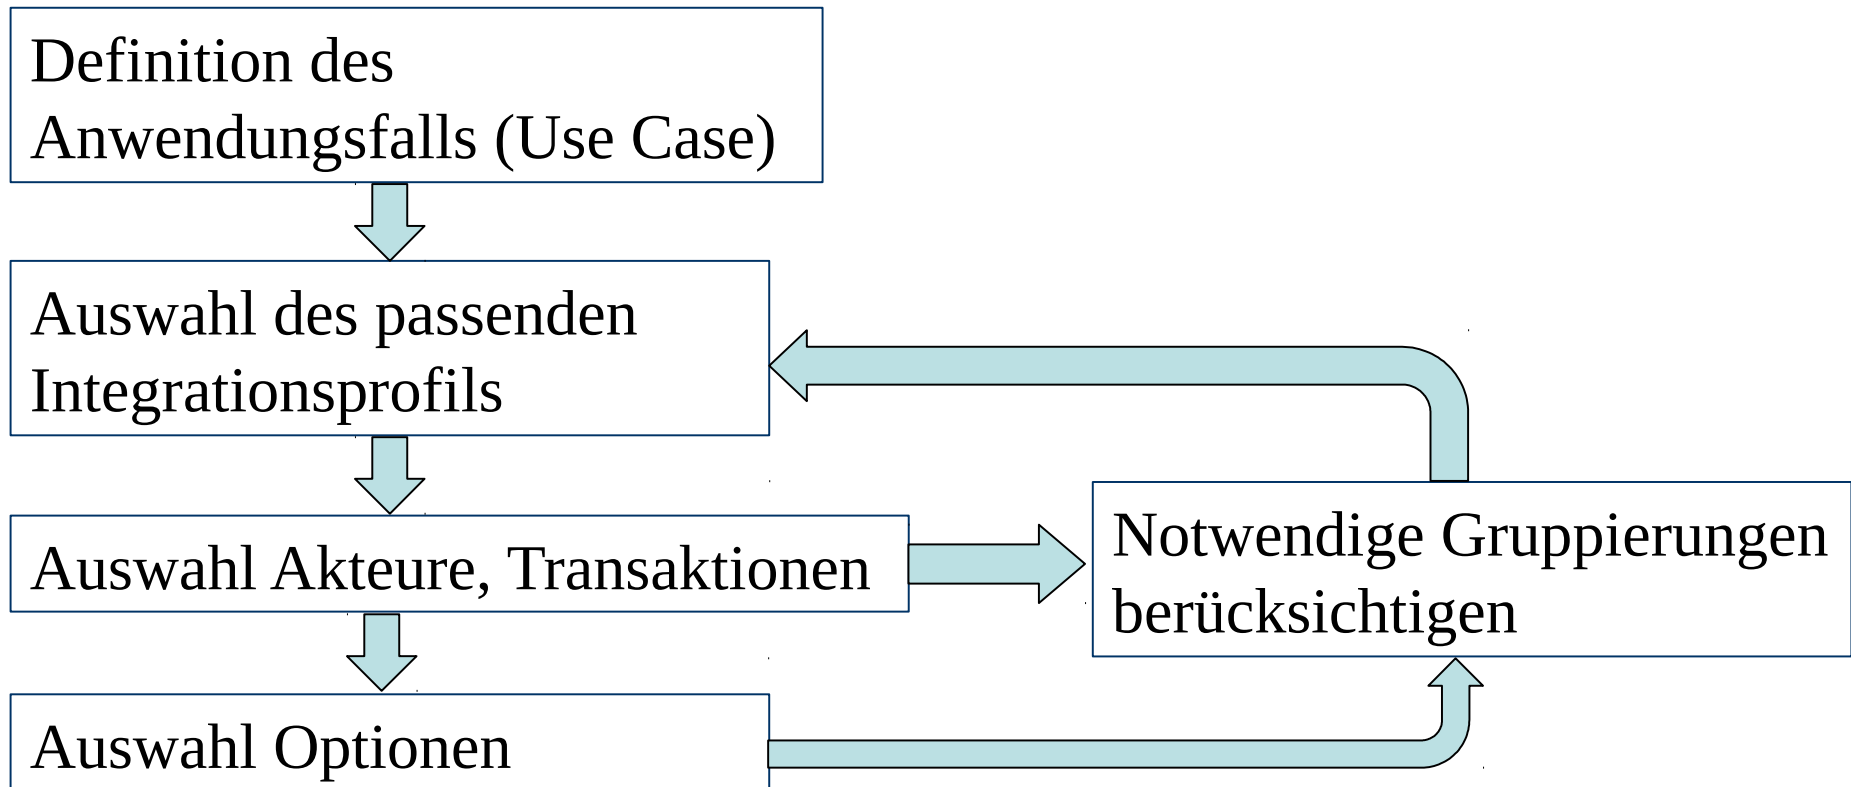 Definition des
Anwendungsfalls (Use Case)
Auswahl des passenden
Integrationsprofils
Auswahl Akteure, Transaktionen
Notwendige Gruppierungen
berücksichtigen
Auswahl Optionen